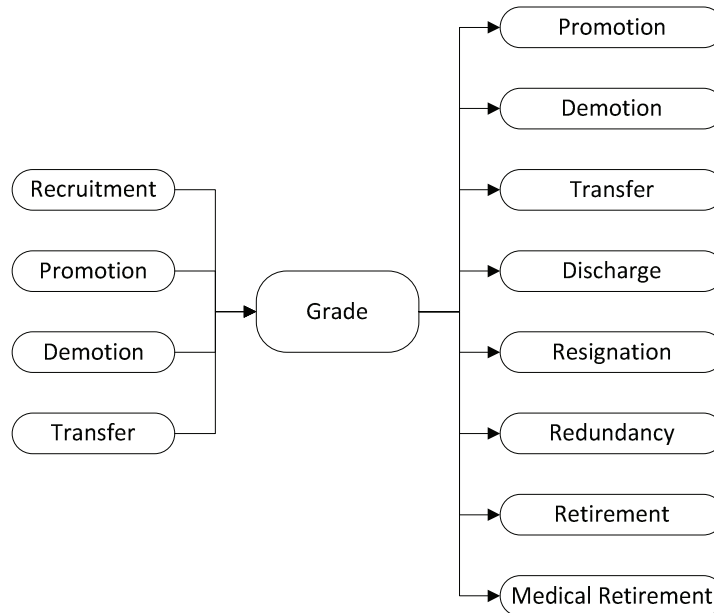 Recruitment
Promotion
Demotion
Transfer
Grade
Promotion
Demotion
Transfer
Discharge
Resignation
Redundancy
Retirement
Medical Retirement